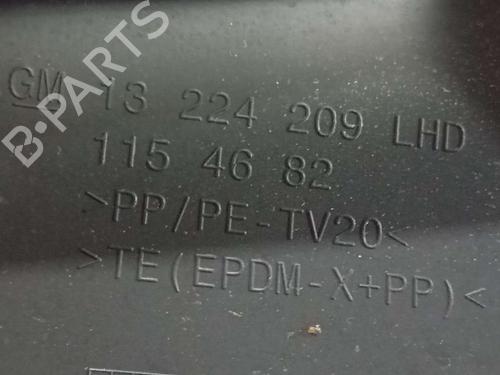 B-PARTS
GM 13 224 209 LHD
115 46 82
>PP/PE-TV20<
>TE(EPDM-X+PP)<